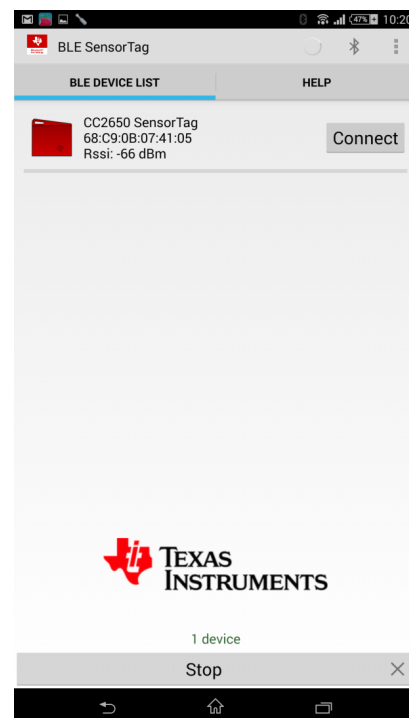 47% 10:20
BLE SensorTag
BLE DEVICE LIST HELP
CC2650 SensorTag
68:C9:0B:07:41:05
Rssi: -66 dBm
Connect
TEXAS
INSTRUMENTS
1 device
Stop